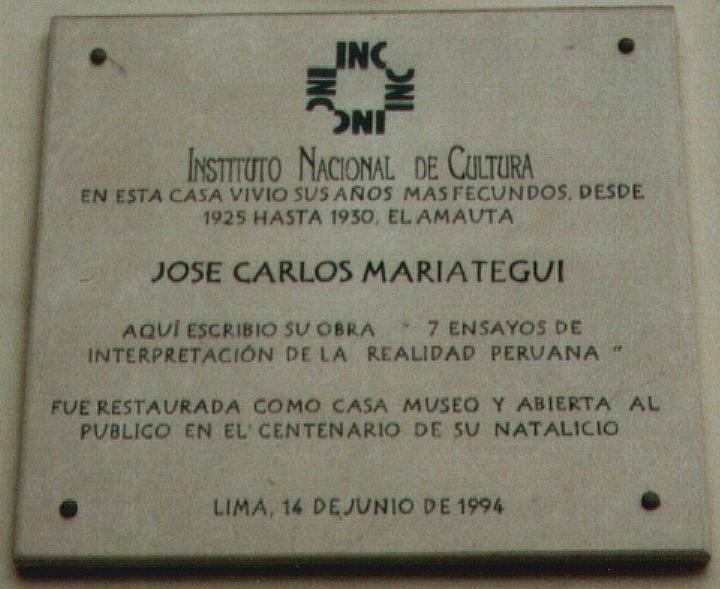 INC
INC
INC
INC
INSTITUTO NACIONAL DE CULTURA
EN ESTA CASA VIVIO SUS AÑOS MAS FECUNDOS, DESDE
1925 HASTA 1930, EL AMAUTA
JOSE CARLOS MARIATEGUI
AQUÍ ESCRIBIO SU OBRA " 7 ENSAYOS DE
INTERPRETACIÓN DE LA REALIDAD PERUANA "
FUE RESTAURADA COMO CASA MUSEO Y ABIERTA AL
PUBLICO EN EL CENTENARIO DE SU NATALICIO
LIMA, 14 DE JUNIO DE 1994